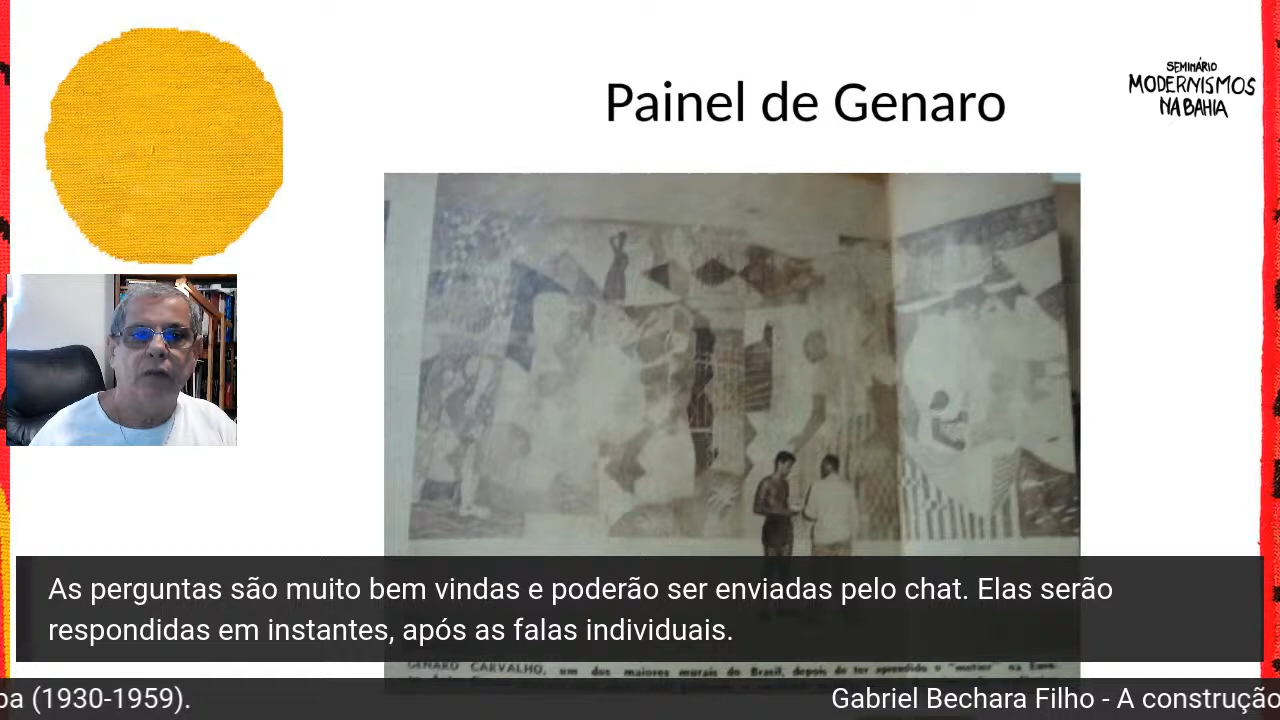 Painel de Genaro
SEMINÁRIO
MODERNISMOS
NA BAHIA
As perguntas são muito bem vindas e poderão ser enviadas pelo chat. Elas serão
respondidas em instantes, após as falas individuais.
GENARO CARVALHO, um dos maiores murais do Brasil, depois de ter aprendido o "metier" na
pa (1930-1959).
Gabriel Bechara Filho - A construção